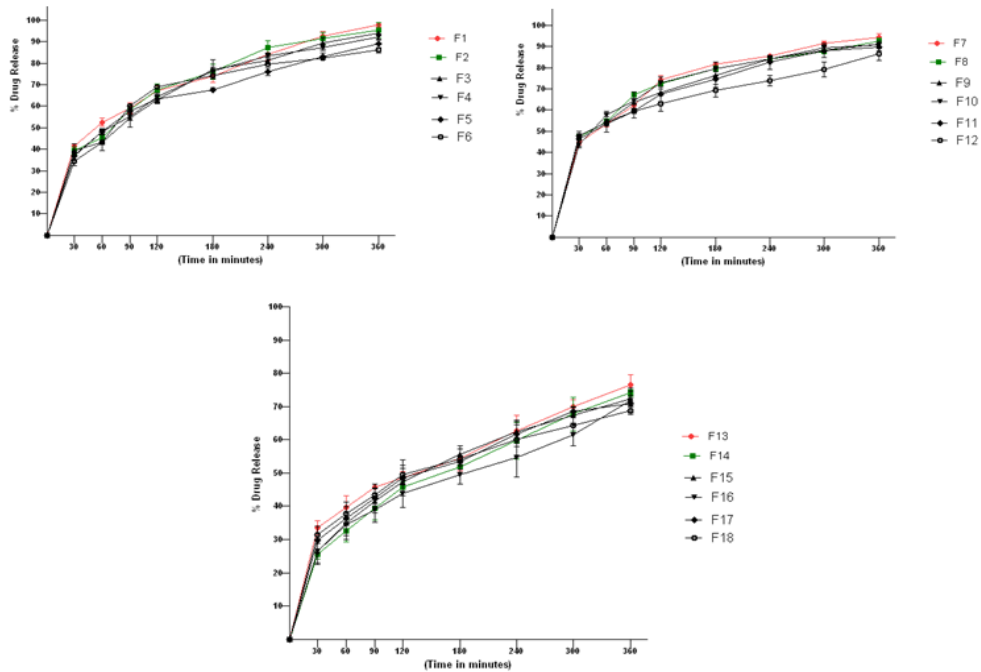 % Drug Release
100
90
80
70
60
50
40
30
20
10
30 60 90 120 180 240 300 360
(Time in minutes)
F1
F2
F3
F4
F5
F6
% Drug Release
100
90
80
70
60
50
40
30
20
10
30 60 90 120 180 240 300 360
(Time in minutes)
F7
F8
F9
F10
F11
F12
% Drug Release
100
90
80
70
60
50
40
30
20
10
30 60 90 120 180 240 300 360
(Time in minutes)
F13
F14
F15
F16
F17
F18